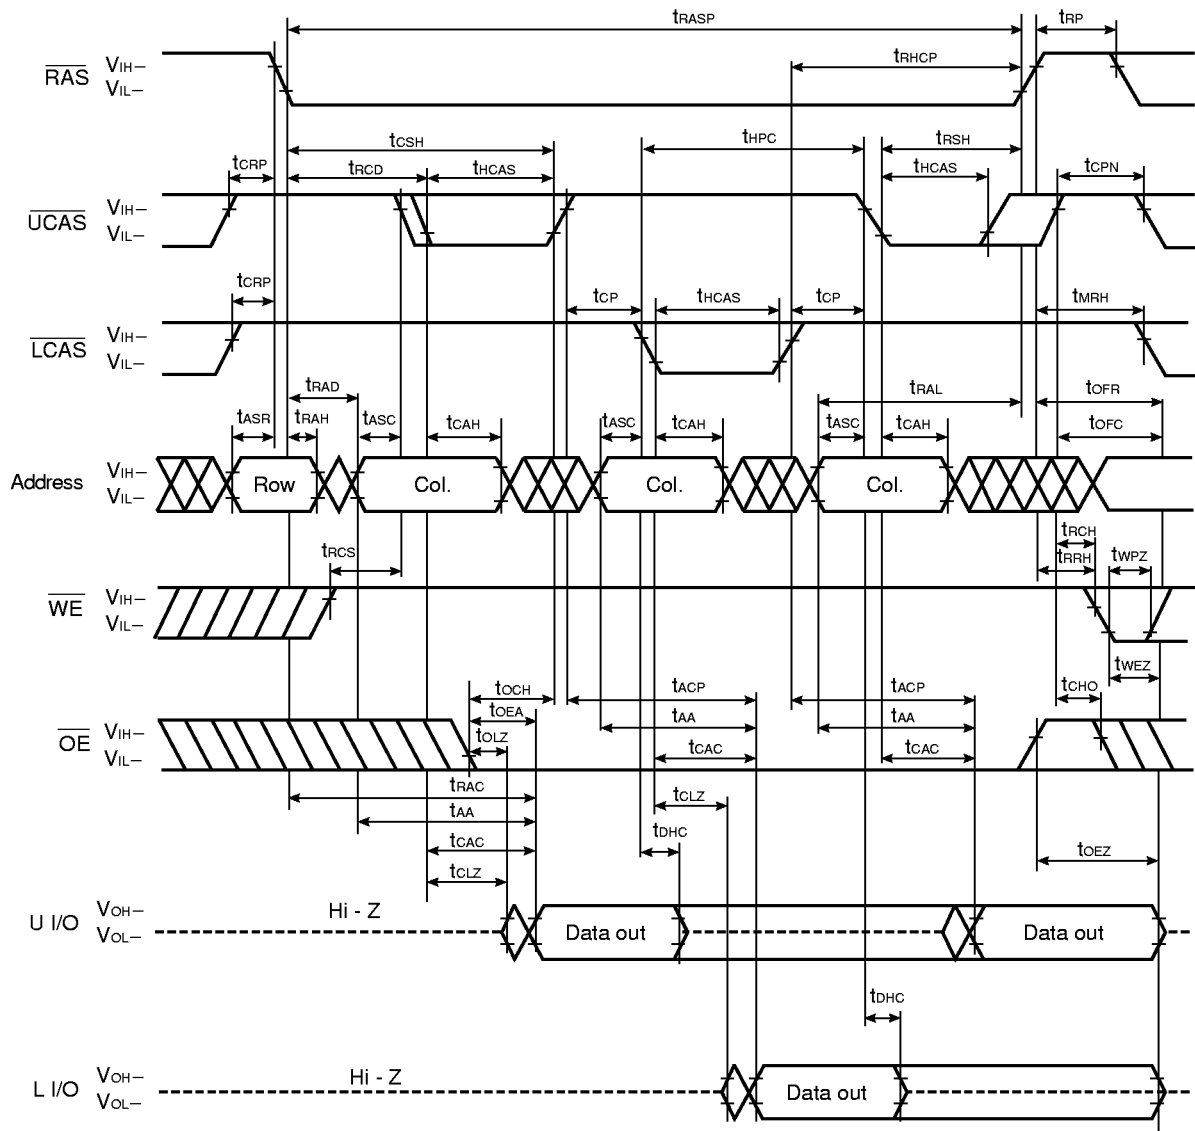 tRASP tRP
RAS VIH– tRHCP
VIL–
tCSH tHPC tRSH
tCRP tRCD tHCAS tHCAS tCPN
UCAS VIH–
VIL–
tCRP tCP tHCAS tCP tMRH
LCAS VIH–
VIL–
tRAD tRAL tOFR
tASR tRAH tASC tCAH tASC tCAH tASC tCAH tOFC
Address VIH–
VIL– Row Col. Col. Col.
tRCS tRCH
tRRH tWPZ
WE VIH–
VIL–
tWEZ
tOCH tACP tACP tCHO
tOEA tAA tAA
OE VIH– tOLZ
VIL– tCAC tCAC
tRAC
tCLZ
tAA
tDHC
tCAC tOEZ
tCLZ
U I/O VOH– Hi - Z
VOL– Data out Data out
tDHC
L I/O VOH– Hi - Z
VOL– Data out